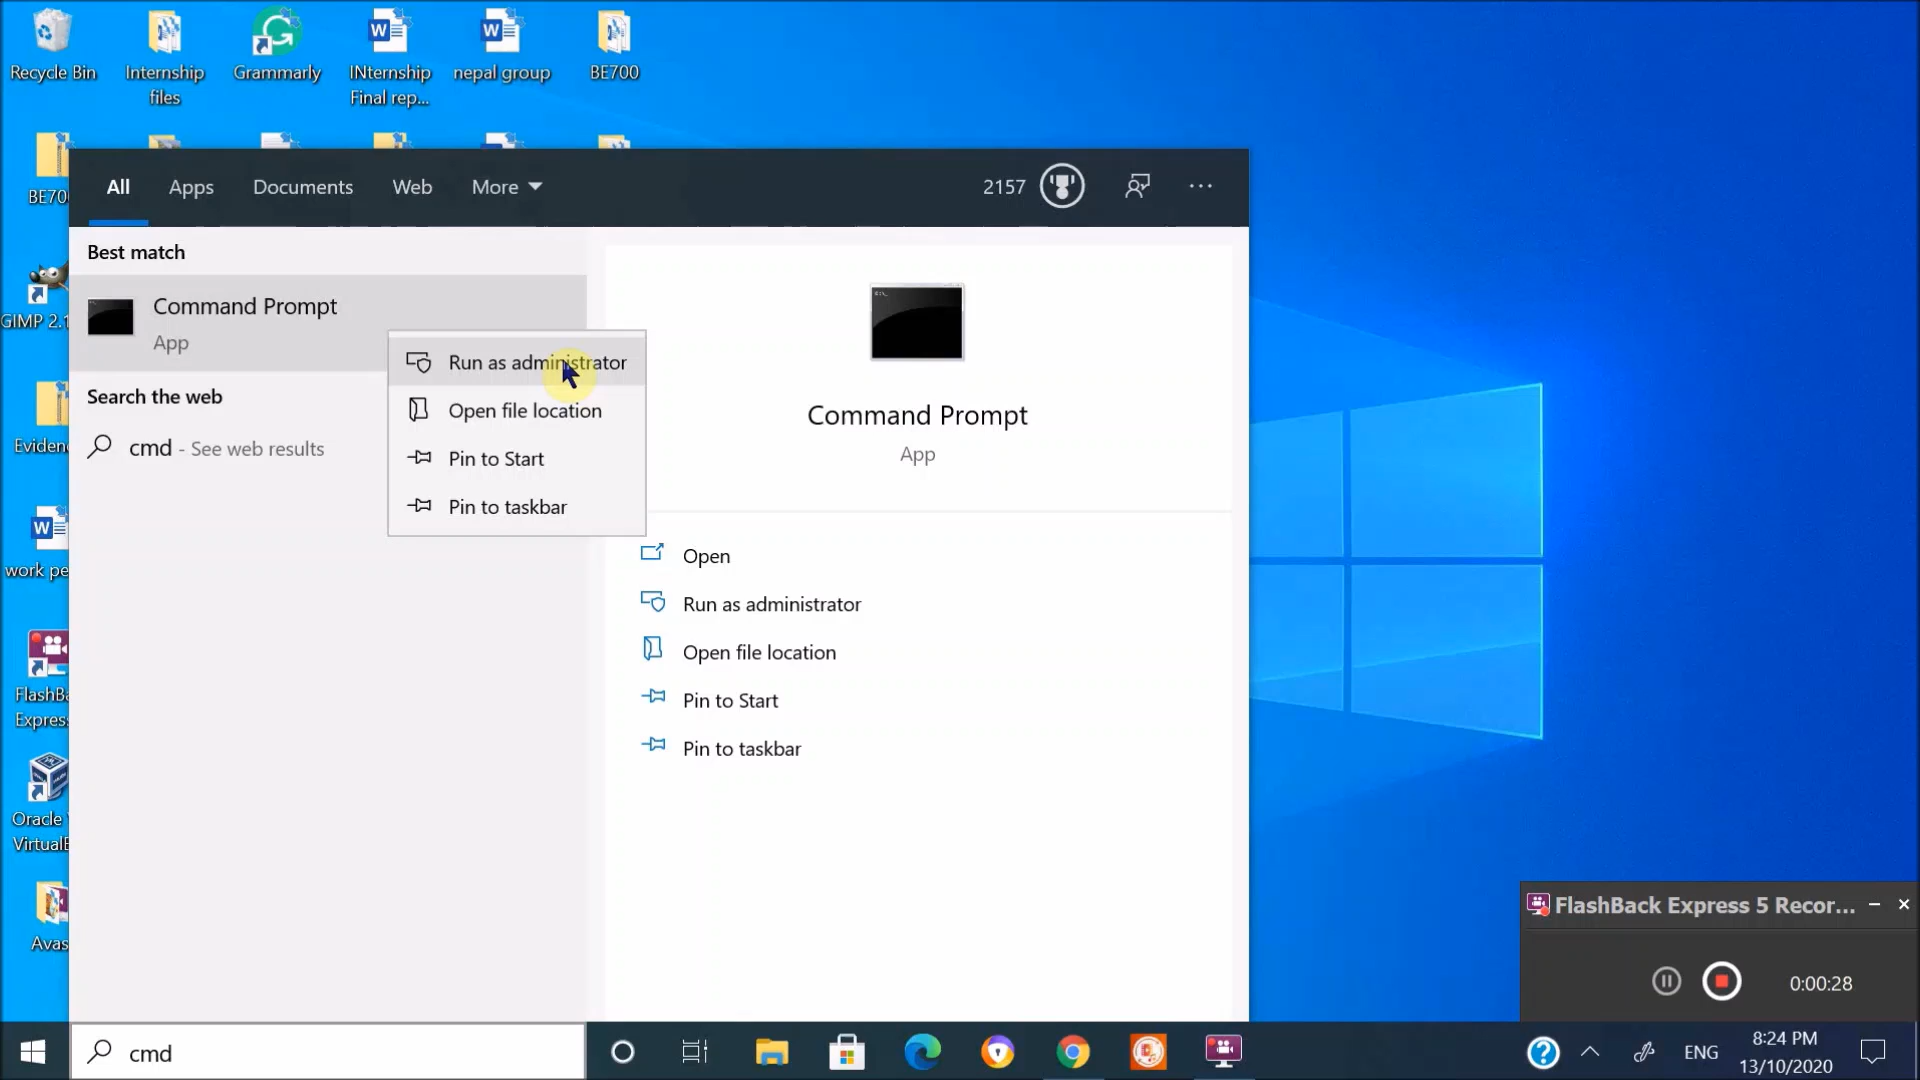 Recycle Bin
Internship
files
Grammarly
INternship
Final rep...
nepal group
BE700
BE70
GIMP 2.1
Eviden
work pe
FlashBa
Express
Oracle
VirtualB
Avas
All
Apps
Documents
Web
More
2157
Best match
Command Prompt
App
Search the web
cmd - See web results
Run as administrator
Open file location
Pin to Start
Pin to taskbar
Command Prompt
App
Open
Run as administrator
Open file location
Pin to Start
Pin to taskbar
FlashBack Express 5 Recor...
0:00:28
cmd
ENG
8:24 PM
13/10/2020